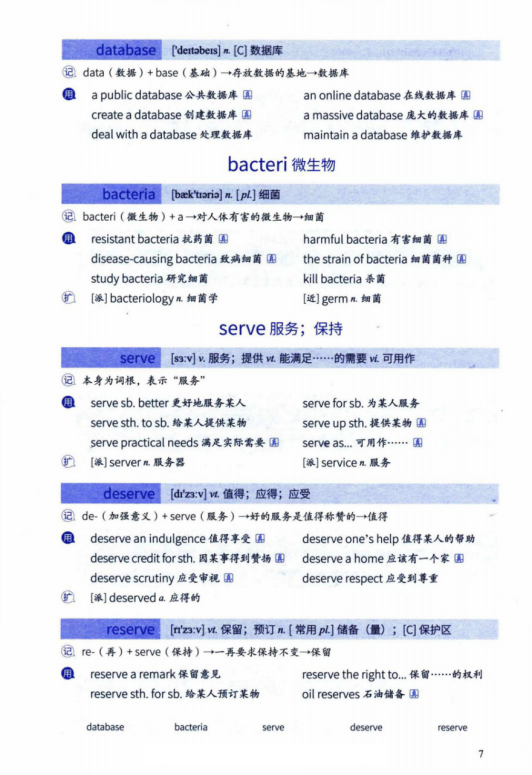 database ['deɪtəbeɪs] n. [C] 数据库
记 data（数据）+ base（基础）→存放数据的基地→数据库
用 a public database 公共数据库 真 an online database 在线数据库 真
create a database 创建数据库 真 a massive database 庞大的数据库 真
deal with a database 处理数据库 maintain a database 维护数据库
bacteri 微生物
bacteria [bæk'tɪəriə] n. [pl.] 细菌
记 bacteri（微生物）+ a→对人体有害的微生物→细菌
用 resistant bacteria 抗药菌 真 harmful bacteria 有害细菌 真
disease-causing bacteria 致病细菌 真 the strain of bacteria 细菌菌种 真
study bacteria 研究细菌 kill bacteria 杀菌
扩 [派] bacteriology n. 细菌学 [近] germ n. 细菌
serve 服务；保持
serve [sɜːv] v. 服务；提供 vt. 能满足……的需要 vi. 可用作
记 本身为词根，表示“服务”
用 serve sb. better 更好地服务某人 serve for sb. 为某人服务
serve sth. to sb. 给某人提供某物 serve up sth. 提供某物 真
serve practical needs 满足实际需要 真 serve as... 可用作…… 真
扩 [派] server n. 服务器 [派] service n. 服务
deserve [dɪ'zɜːv] vt. 值得；应得；应受
记 de-（加强意义）+ serve（服务）→好的服务是值得称赞的→值得
用 deserve an indulgence 值得享受 真 deserve one's help 值得某人的帮助
deserve credit for sth. 因某事得到赞扬 真 deserve a home 应该有一个家 真
deserve scrutiny 应受审视 真 deserve respect 应受到尊重
扩 [派] deserved a. 应得的
reserve [rɪ'zɜːv] vt. 保留；预订 n. [ 常用 pl.] 储备（量）；[C] 保护区
记 re-（再）+ serve（保持）→一再要求保持不变→保留
用 reserve a remark 保留意见 reserve the right to... 保留……的权利
reserve sth. for sb. 给某人预订某物 oil reserves 石油储备 真
database bacteria serve deserve reserve
7